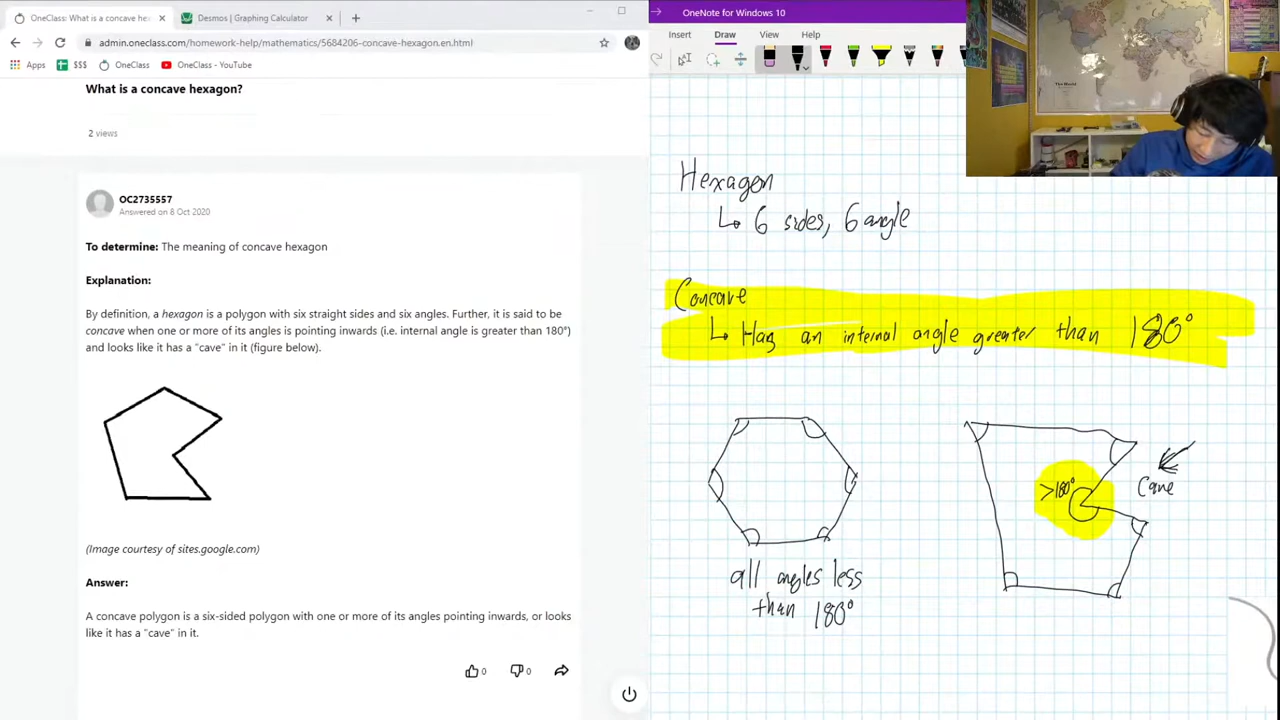 OneClass: What is a concave hex
Desmos | Graphing Calculator
admin.oneclass.com/homework-help/mathematics/5684206-concave-hexagon.en.html
Apps
$$$
OneClass
OneClass - YouTube
What is a concave hexagon?
2 views
OC2735557
Answered on 8 Oct 2020
To determine: The meaning of concave hexagon
Explanation:
By definition, a hexagon is a polygon with six straight sides and six angles. Further, it is said to be
concave when one or more of its angles is pointing inwards (i.e. internal angle is greater than 180°)
and looks like it has a "cave" in it (figure below).
(Image courtesy of sites.google.com)
Answer:
A concave polygon is a six-sided polygon with one or more of its angles pointing inwards, or looks
like it has a "cave" in it.
0
0
OneNote for Windows 10
Insert
Draw
View
Help
Hexagon
↳ 6 sides, 6 angle
Concave
↳ Has an internal angle greater than 180°
>180°
Cave
all angles less
than 180°